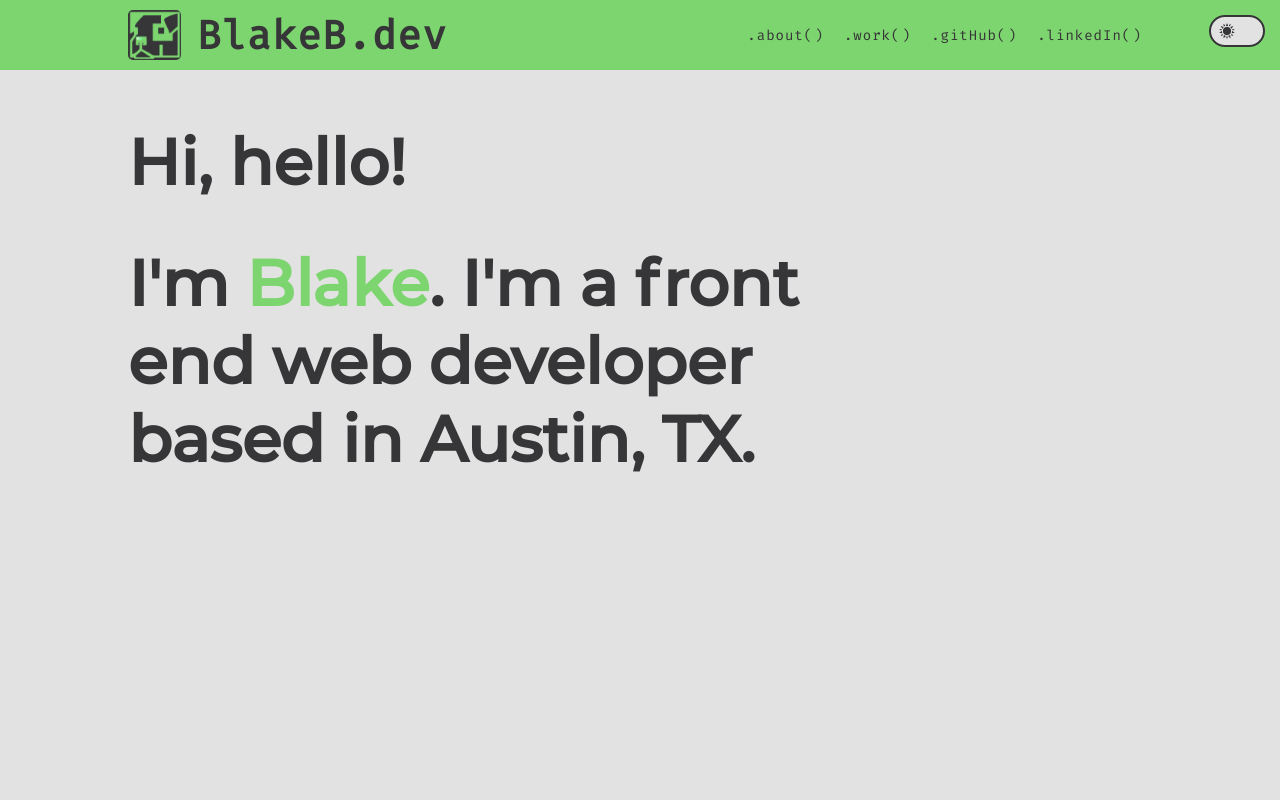 BlakeB.dev
.about() .work() .gitHub() .linkedIn()
Hi, hello!
I'm Blake. I'm a front
end web developer
based in Austin, TX.